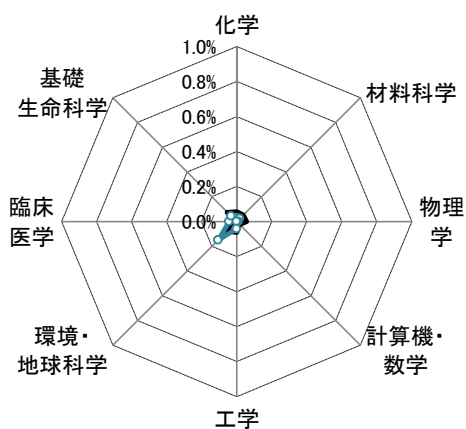 化学
1.0%
0.8%
0.6%
0.4%
0.2%
0.0%
材料科学
物理
学
計算機・
数学
工学
環境・
地球科学
臨床
医学
基礎
生命科学